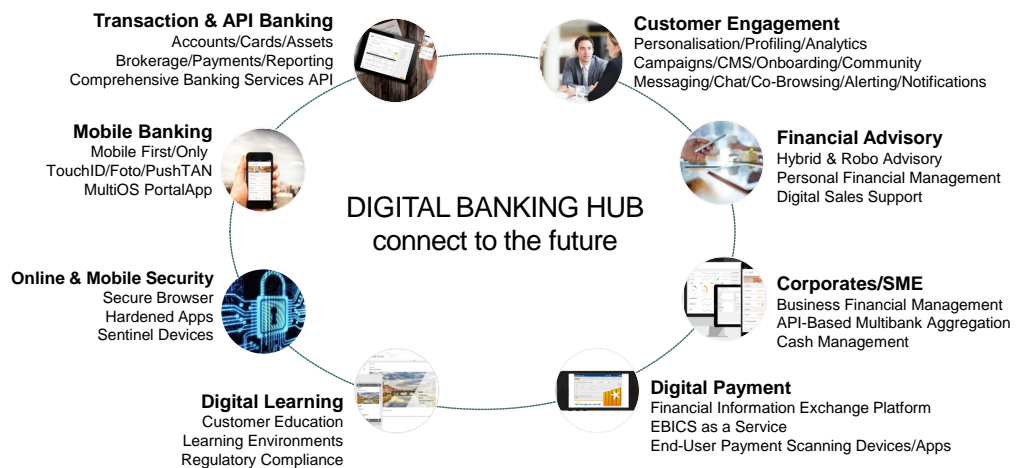 Transaction & API Banking
Accounts/Cards/Assets
Brokerage/Payments/Reporting
Comprehensive Banking Services API
Customer Engagement
Personalisation/Profiling/Analytics
Campaigns/CMS/Onboarding/Community
Messaging/Chat/Co-Browsing/Alerting/Notifications
Mobile Banking
Mobile First/Only
TouchID/Foto/PushTAN
MultiOS PortalApp
Financial Advisory
Hybrid & Robo Advisory
Personal Financial Management
Digital Sales Support
DIGITAL BANKING HUB
connect to the future
Online & Mobile Security
Secure Browser
Hardened Apps
Sentinel Devices
Corporates/SME
Business Financial Management
API-Based Multibank Aggregation
Cash Management
Digital Learning
Customer Education
Learning Environments
Regulatory Compliance
Digital Payment
Financial Information Exchange Platform
EBICS as a Service
End-User Payment Scanning Devices/Apps